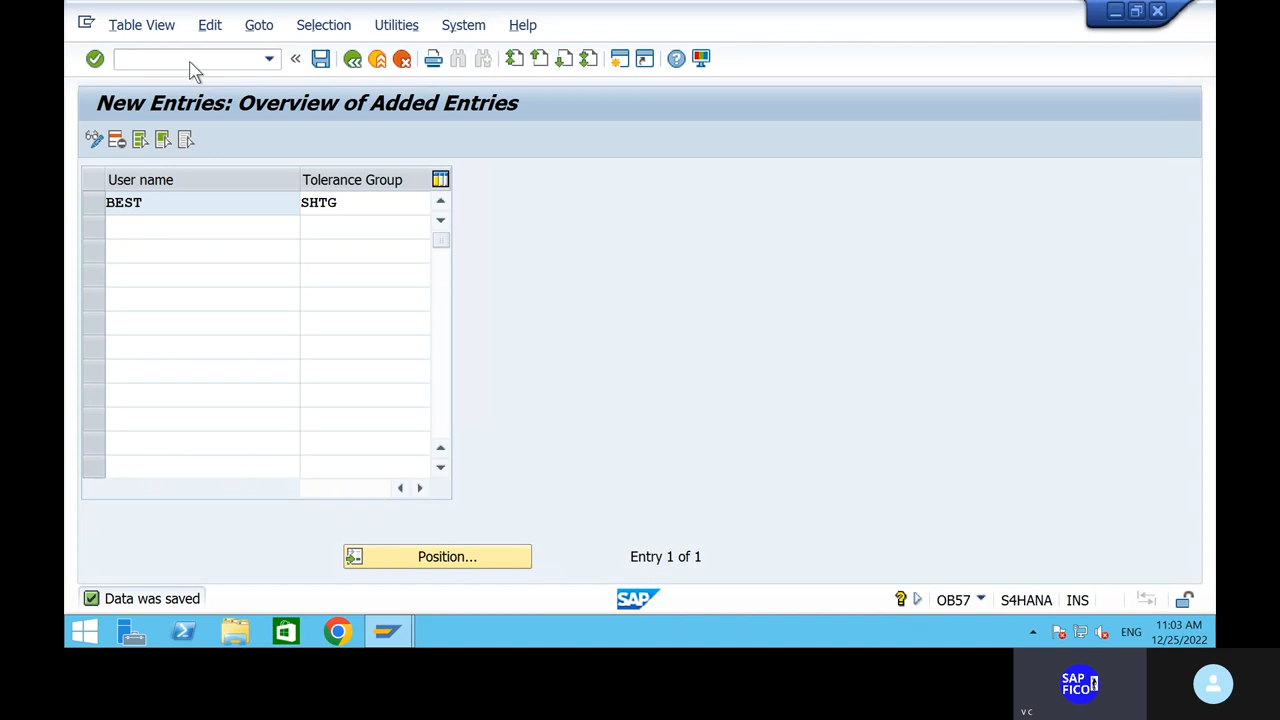 Table View Edit Goto Selection Utilities System Help
New Entries: Overview of Added Entries
User name Tolerance Group
BEST SHTG
Position... Entry 1 of 1
Data was saved SAP OB57 S4HANA INS
ENG 11:03 AM
12/25/2022
SAP
FICO
v c